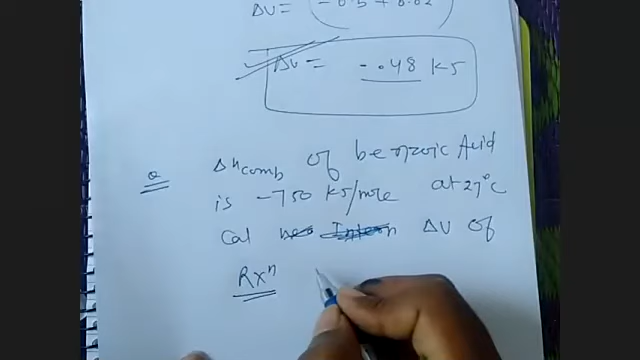 ΔU = (-0.5 + 0.02)
ΔU = -.48 KJ
Q ΔHcomb of benzoic Acid
is -750 KJ/mole at 27°C
Cal ΔU of
Rxⁿ